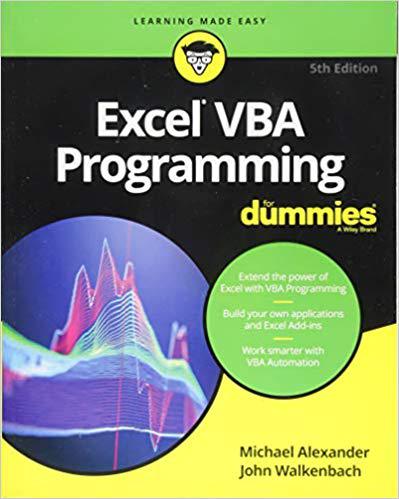 LEARNING MADE EASY
5th Edition
Excel® VBA
Programming
for
dummies®
A Wiley Brand
Extend the power of
Excel with VBA Programming
Build your own applications
and Excel Add-ins
Work smarter with
VBA Automation
Michael Alexander
John Walkenbach